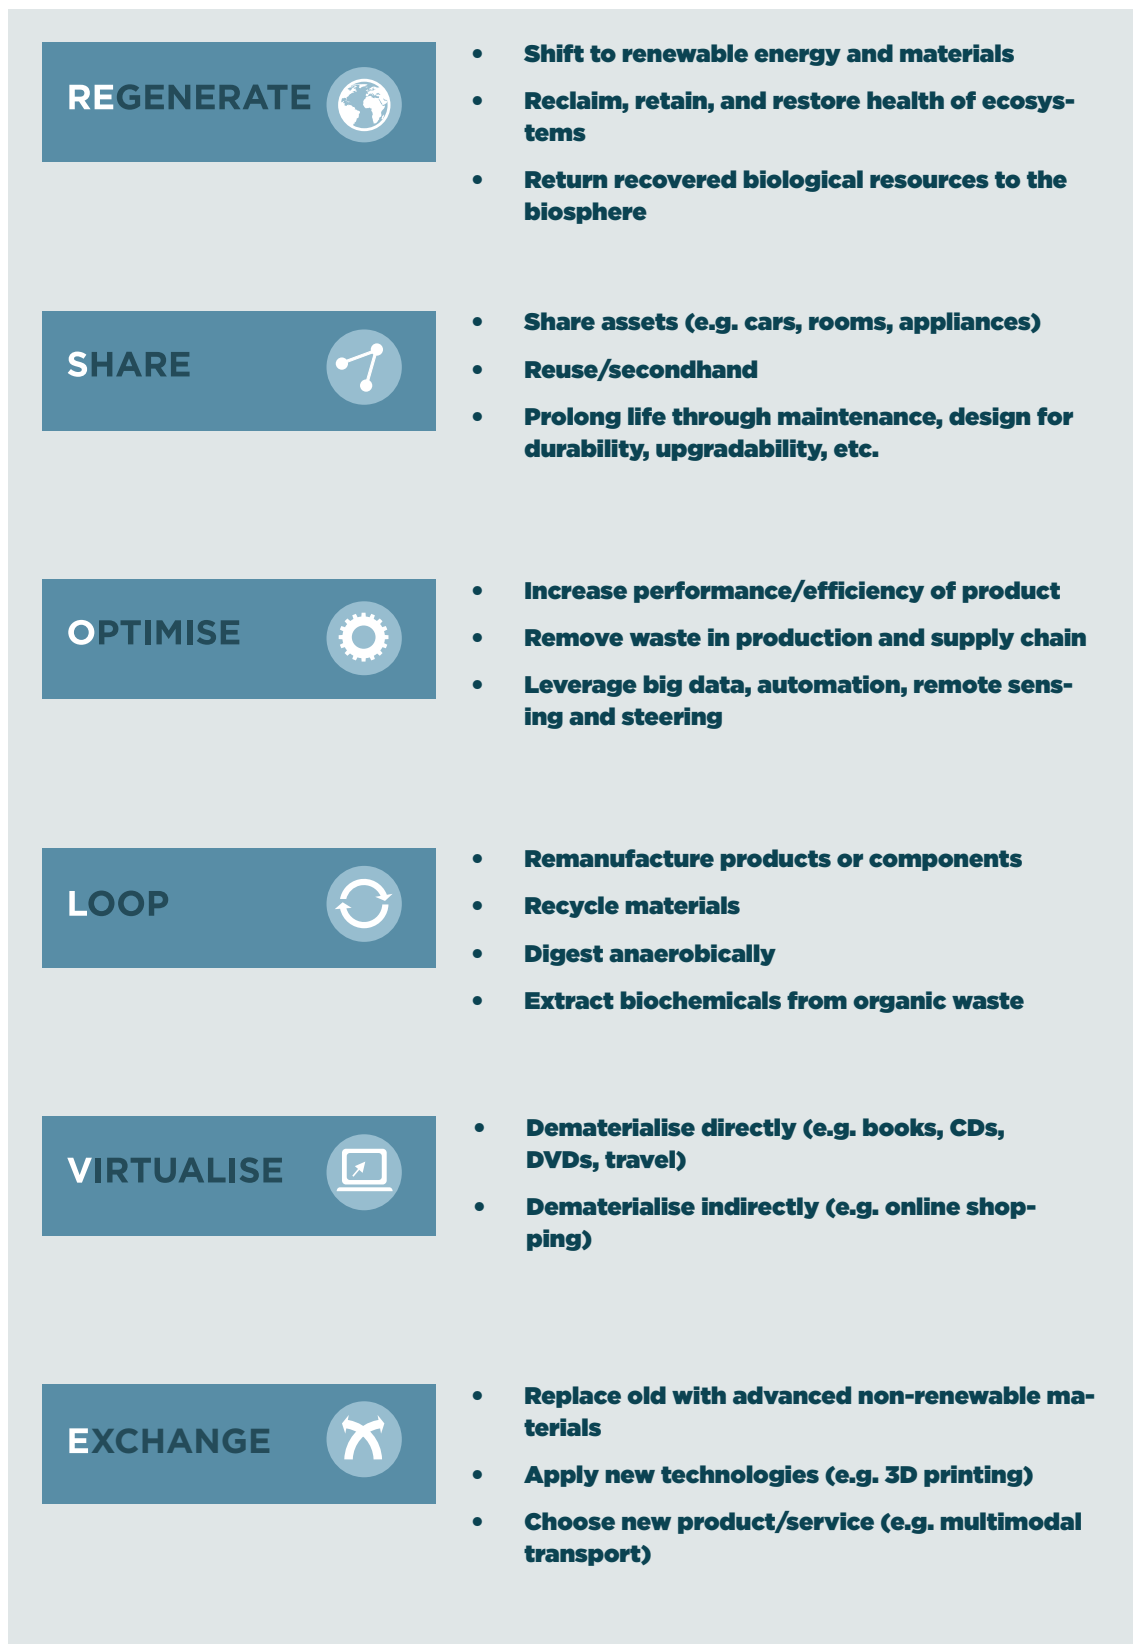 REGENERATE
• Shift to renewable energy and materials
• Reclaim, retain, and restore health of ecosys-
tems
• Return recovered biological resources to the
biosphere
SHARE
• Share assets (e.g. cars, rooms, appliances)
• Reuse/secondhand
• Prolong life through maintenance, design for
durability, upgradability, etc.
OPTIMISE
• Increase performance/efficiency of product
• Remove waste in production and supply chain
• Leverage big data, automation, remote sens-
ing and steering
LOOP
• Remanufacture products or components
• Recycle materials
• Digest anaerobically
• Extract biochemicals from organic waste
VIRTUALISE
• Dematerialise directly (e.g. books, CDs,
DVDs, travel)
• Dematerialise indirectly (e.g. online shop-
ping)
EXCHANGE
• Replace old with advanced non-renewable ma-
terials
• Apply new technologies (e.g. 3D printing)
• Choose new product/service (e.g. multimodal
transport)